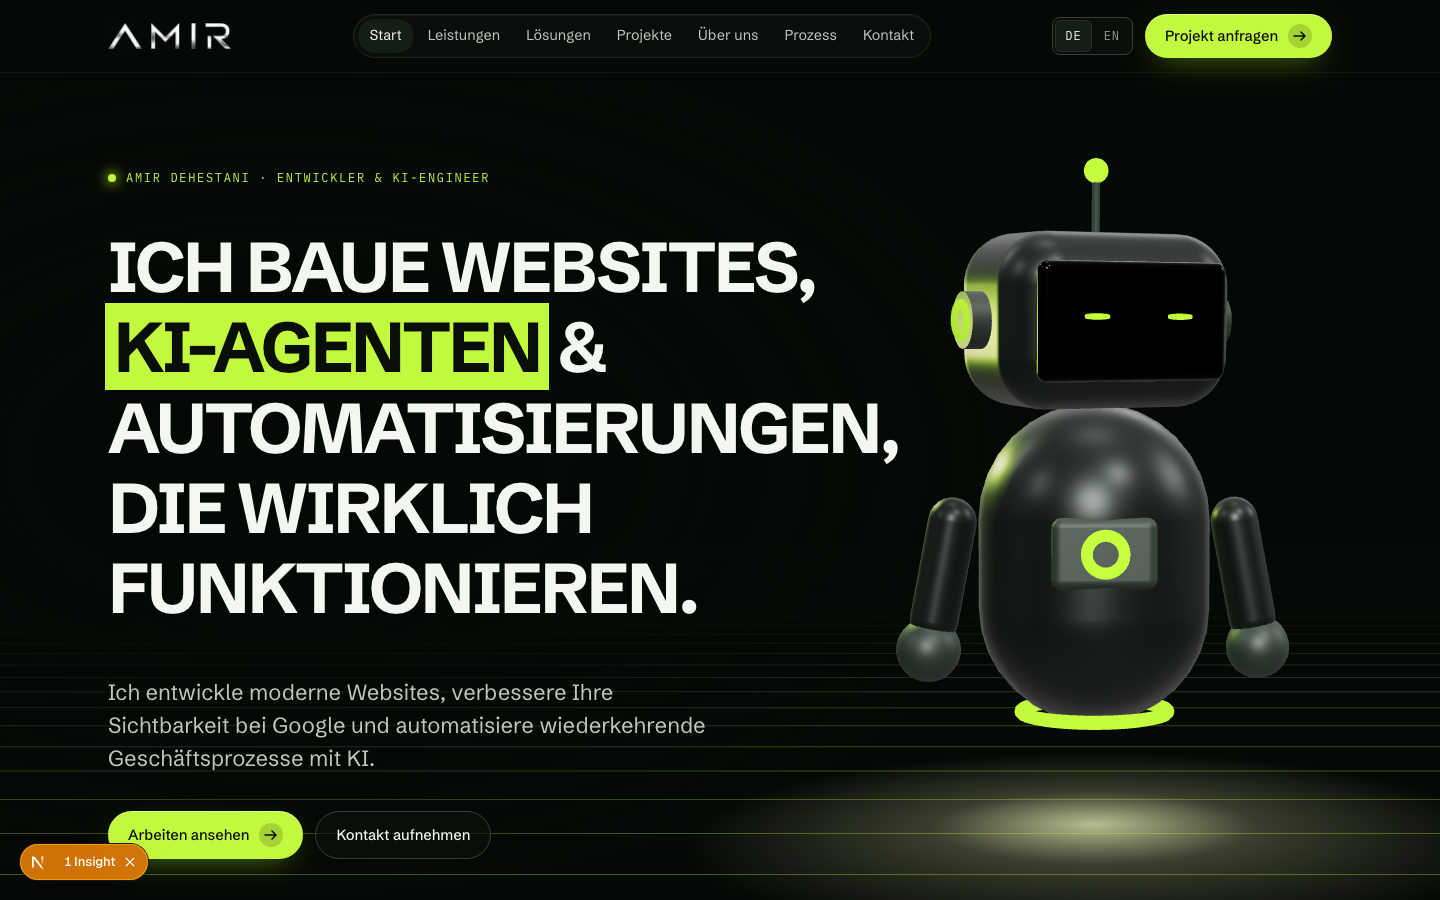 AMIR
Start Leistungen Lösungen Projekte Über uns Prozess Kontakt
DE EN
Projekt anfragen
AMIR DEHESTANI · ENTWICKLER & KI-ENGINEER
ICH BAUE WEBSITES,
KI-AGENTEN &
AUTOMATISIERUNGEN,
DIE WIRKLICH
FUNKTIONIEREN.
Ich entwickle moderne Websites, verbessere Ihre
Sichtbarkeit bei Google und automatisiere wiederkehrende
Geschäftsprozesse mit KI.
Arbeiten ansehen
Kontakt aufnehmen
N 1 Insight